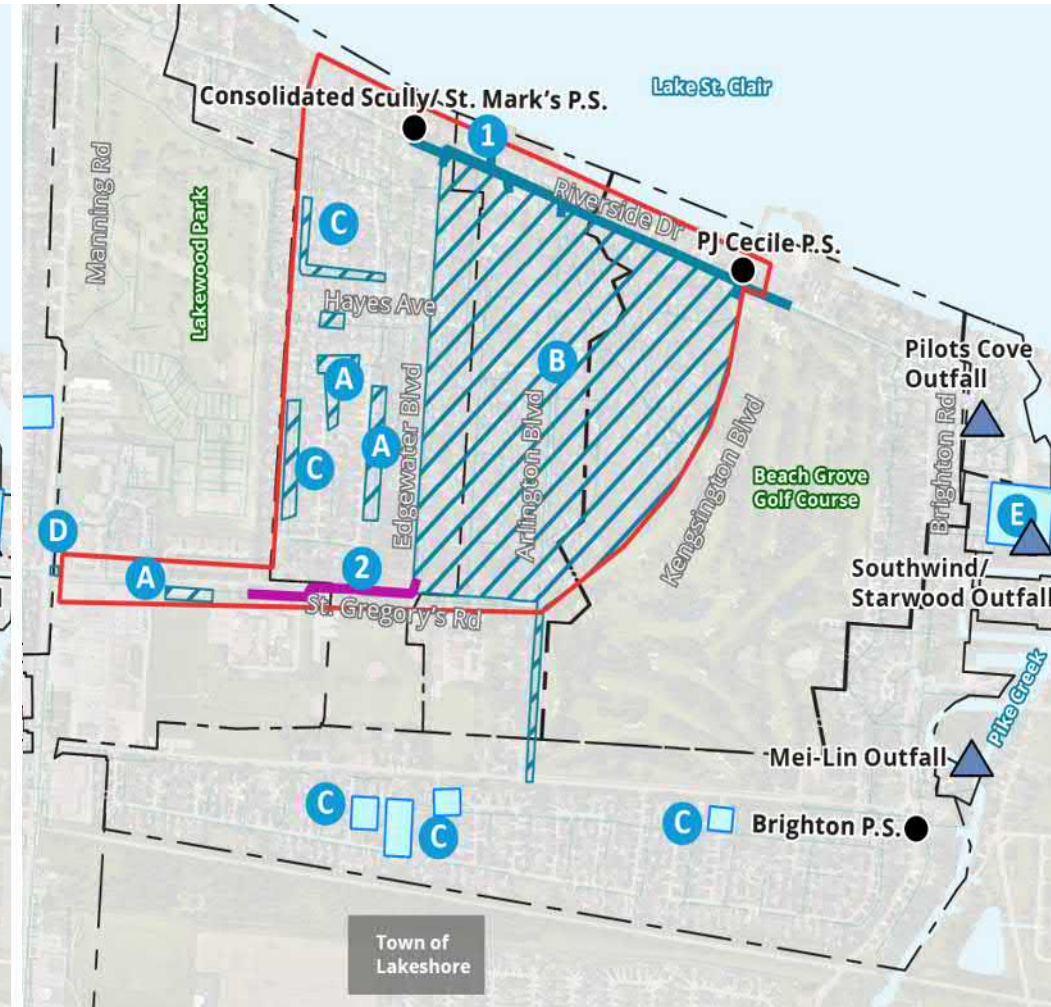 Lake St. Clair
Consolidated Scully/ St. Mark's P.S.
1
Manning Rd
Lakewood Park
C
Riverside Dr
PJ Cecile P.S.
Hayes Ave
A
B
Pilots Cove
Outfall
Edgewater Blvd
Arlington Blvd
Kengsington Blvd
Brighton Rd
C
A
Beach Grove
Golf Course
D
E
A
2
Southwind/
Starwood Outfall
St. Gregory's Rd
Pike Creek
Mei-Lin Outfall
C
C
C
Brighton P.S.
Town of
Lakeshore